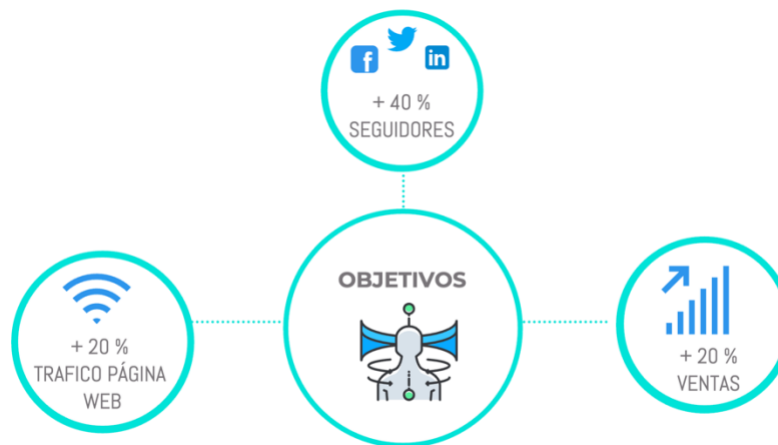 + 40 %
SEGUIDORES
OBJETIVOS
+ 20 %
TRAFICO PÁGINA
WEB
+ 20 %
VENTAS